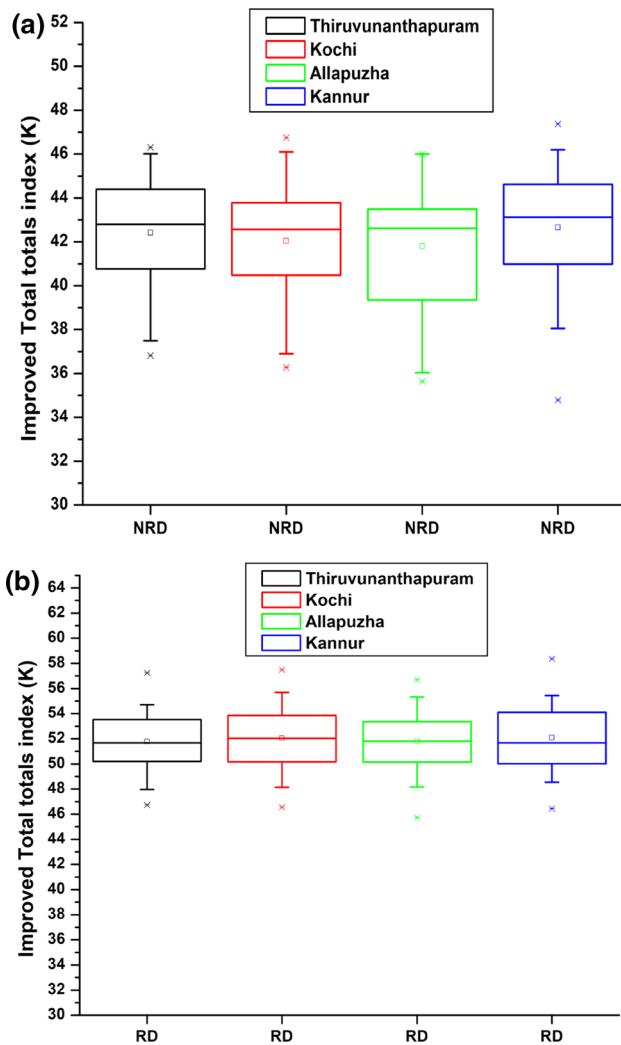 (a)
Improved Total totals index (K)
52
50
48
46
44
42
40
38
36
34
32
30
Thiruvunanthapuram
Kochi
Allapuzha
Kannur
NRD NRD NRD NRD
(b)
Improved Total totals index (K)
64
62
60
58
56
54
52
50
48
46
44
42
40
38
36
34
32
30
Thiruvunanthapuram
Kochi
Allapuzha
Kannur
RD RD RD RD